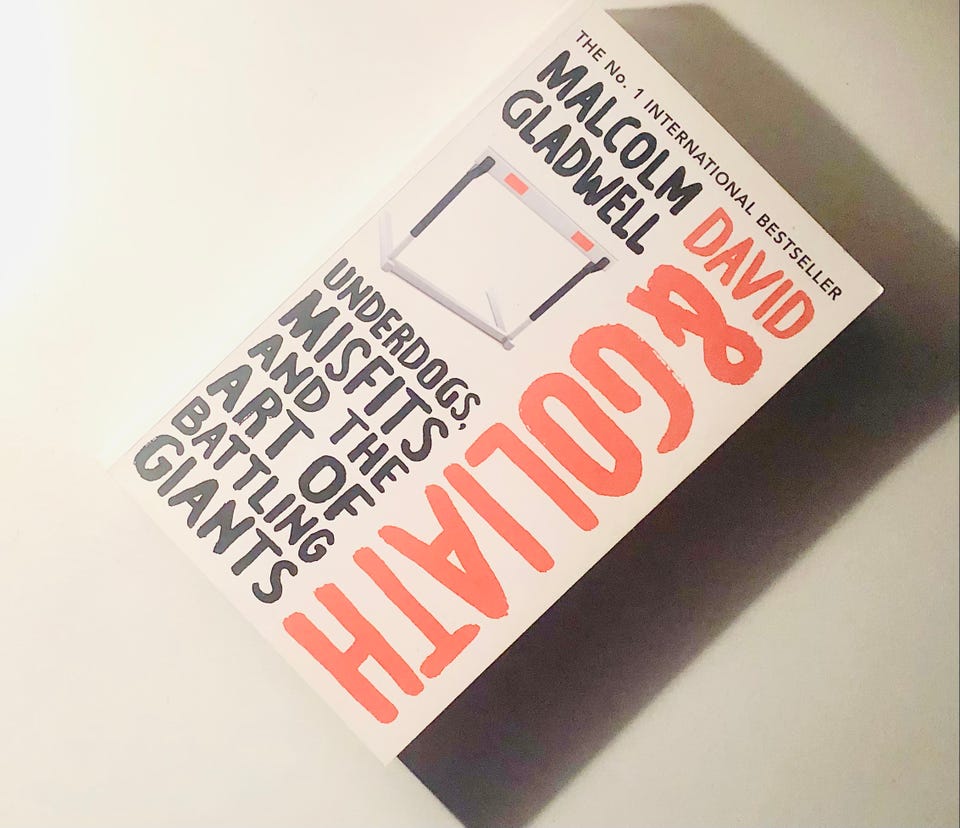 THE No. 1 INTERNATIONAL BESTSELLER
MALCOLM
GLADWELL
DAVID
&
GOLIATH
UNDERDOGS,
MISFITS
AND THE
ART OF
BATTLING
GIANTS